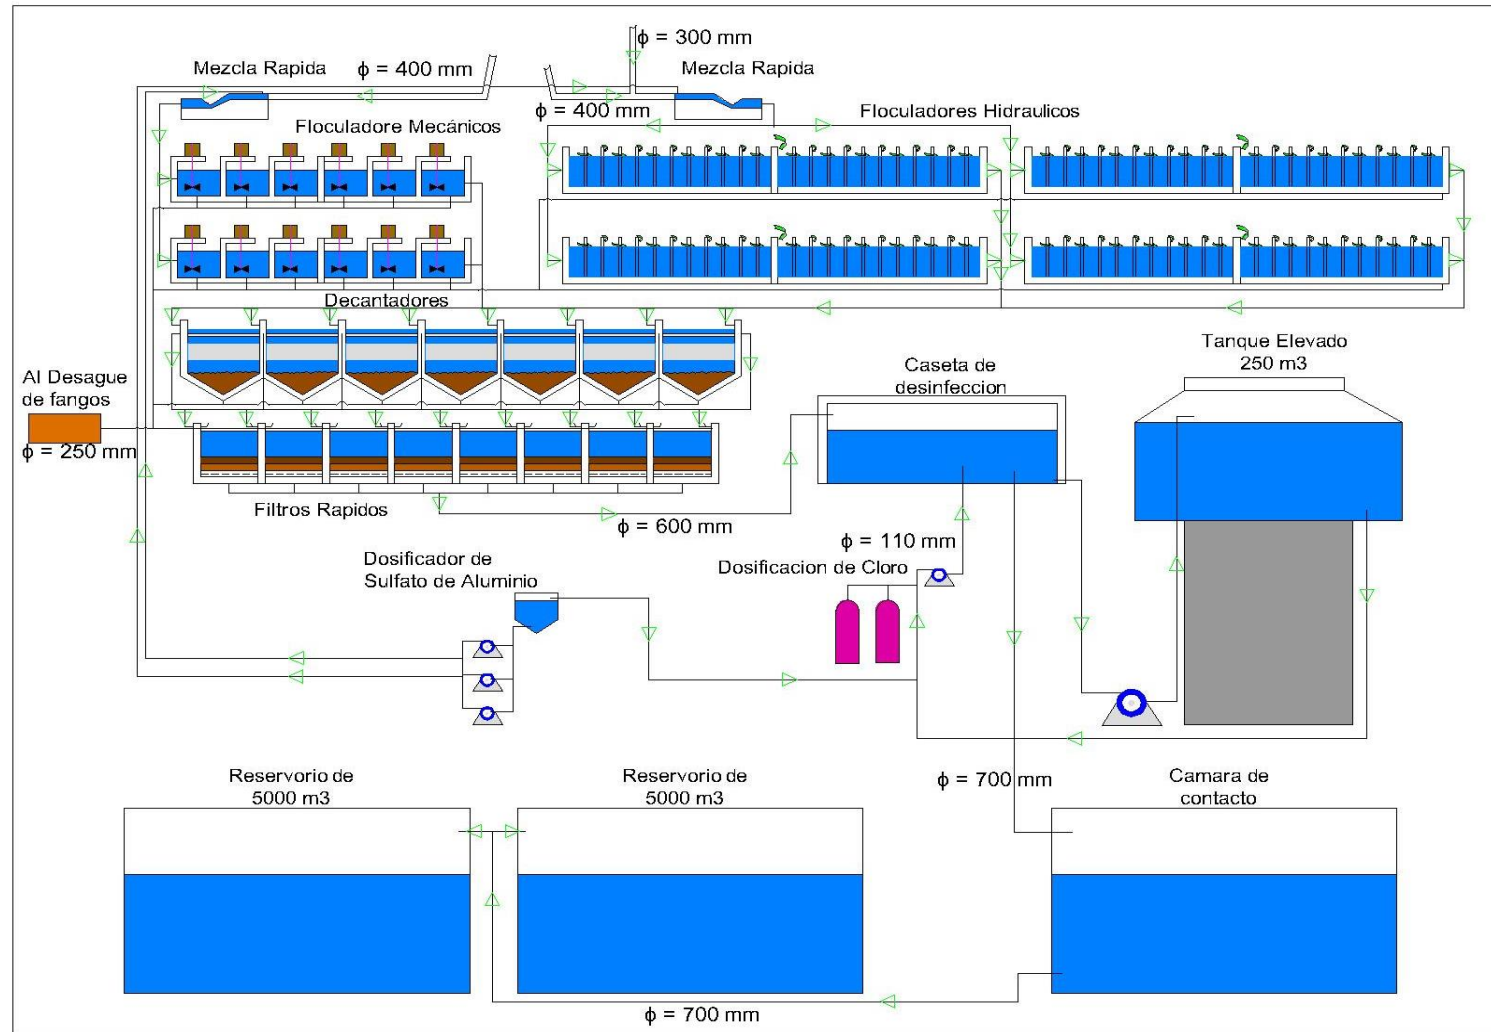 ϕ = 300 mm
Mezcla Rapida
ϕ = 400 mm
Mezcla Rapida
ϕ = 400 mm
Floculadores Hidraulicos
Floculadore Mecánicos
Decantadores
Tanque Elevado
250 m3
Caseta de
desinfeccion
Al Desague
de fangos
ϕ = 250 mm
Filtros Rapidos
ϕ = 600 mm
ϕ = 110 mm
Dosificador de
Sulfato de Aluminio
Dosificacion de Cloro
Reservorio de
5000 m3
Reservorio de
5000 m3
ϕ = 700 mm
Camara de
contacto
ϕ = 700 mm